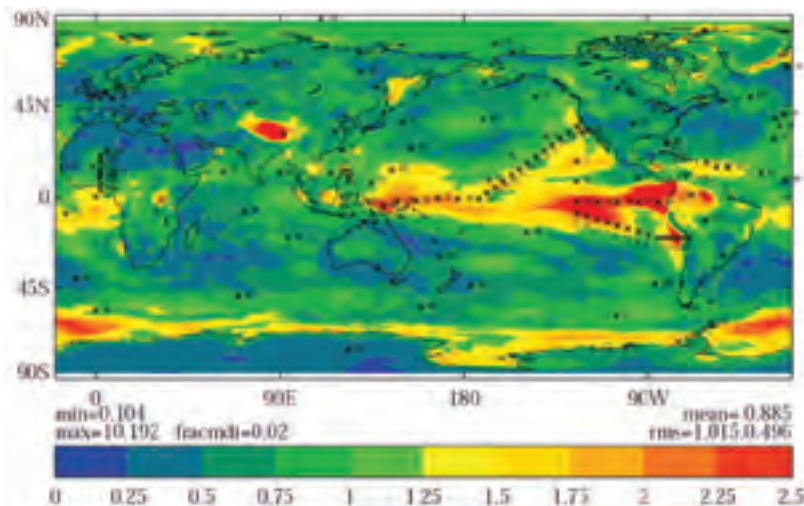 90N
45N
0
45S
90S
0 90E 180 90W
min=0.104 mean= 0.885
max=10.192 fracmdi=0.02 rms=1.015,0.496
0 0.25 0.5 0.75 1 1.25 1.5 1.75 2 2.25 2.5